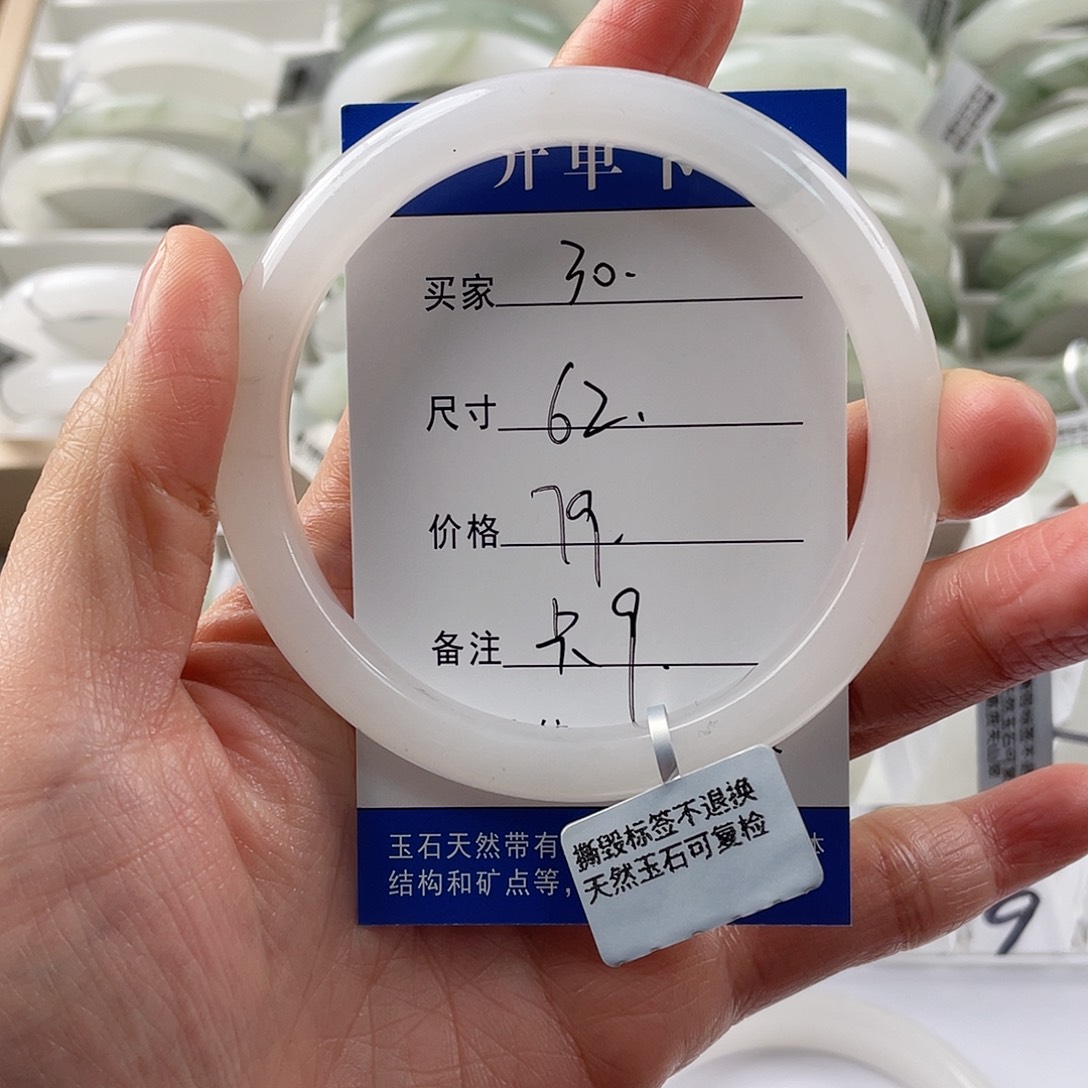 开单卡
买家 30.
尺寸 62.
价格 79.
备注 卡9.
玉石天然带有
结构和矿点等，
撕毁标签不退换
天然玉石可复检
9